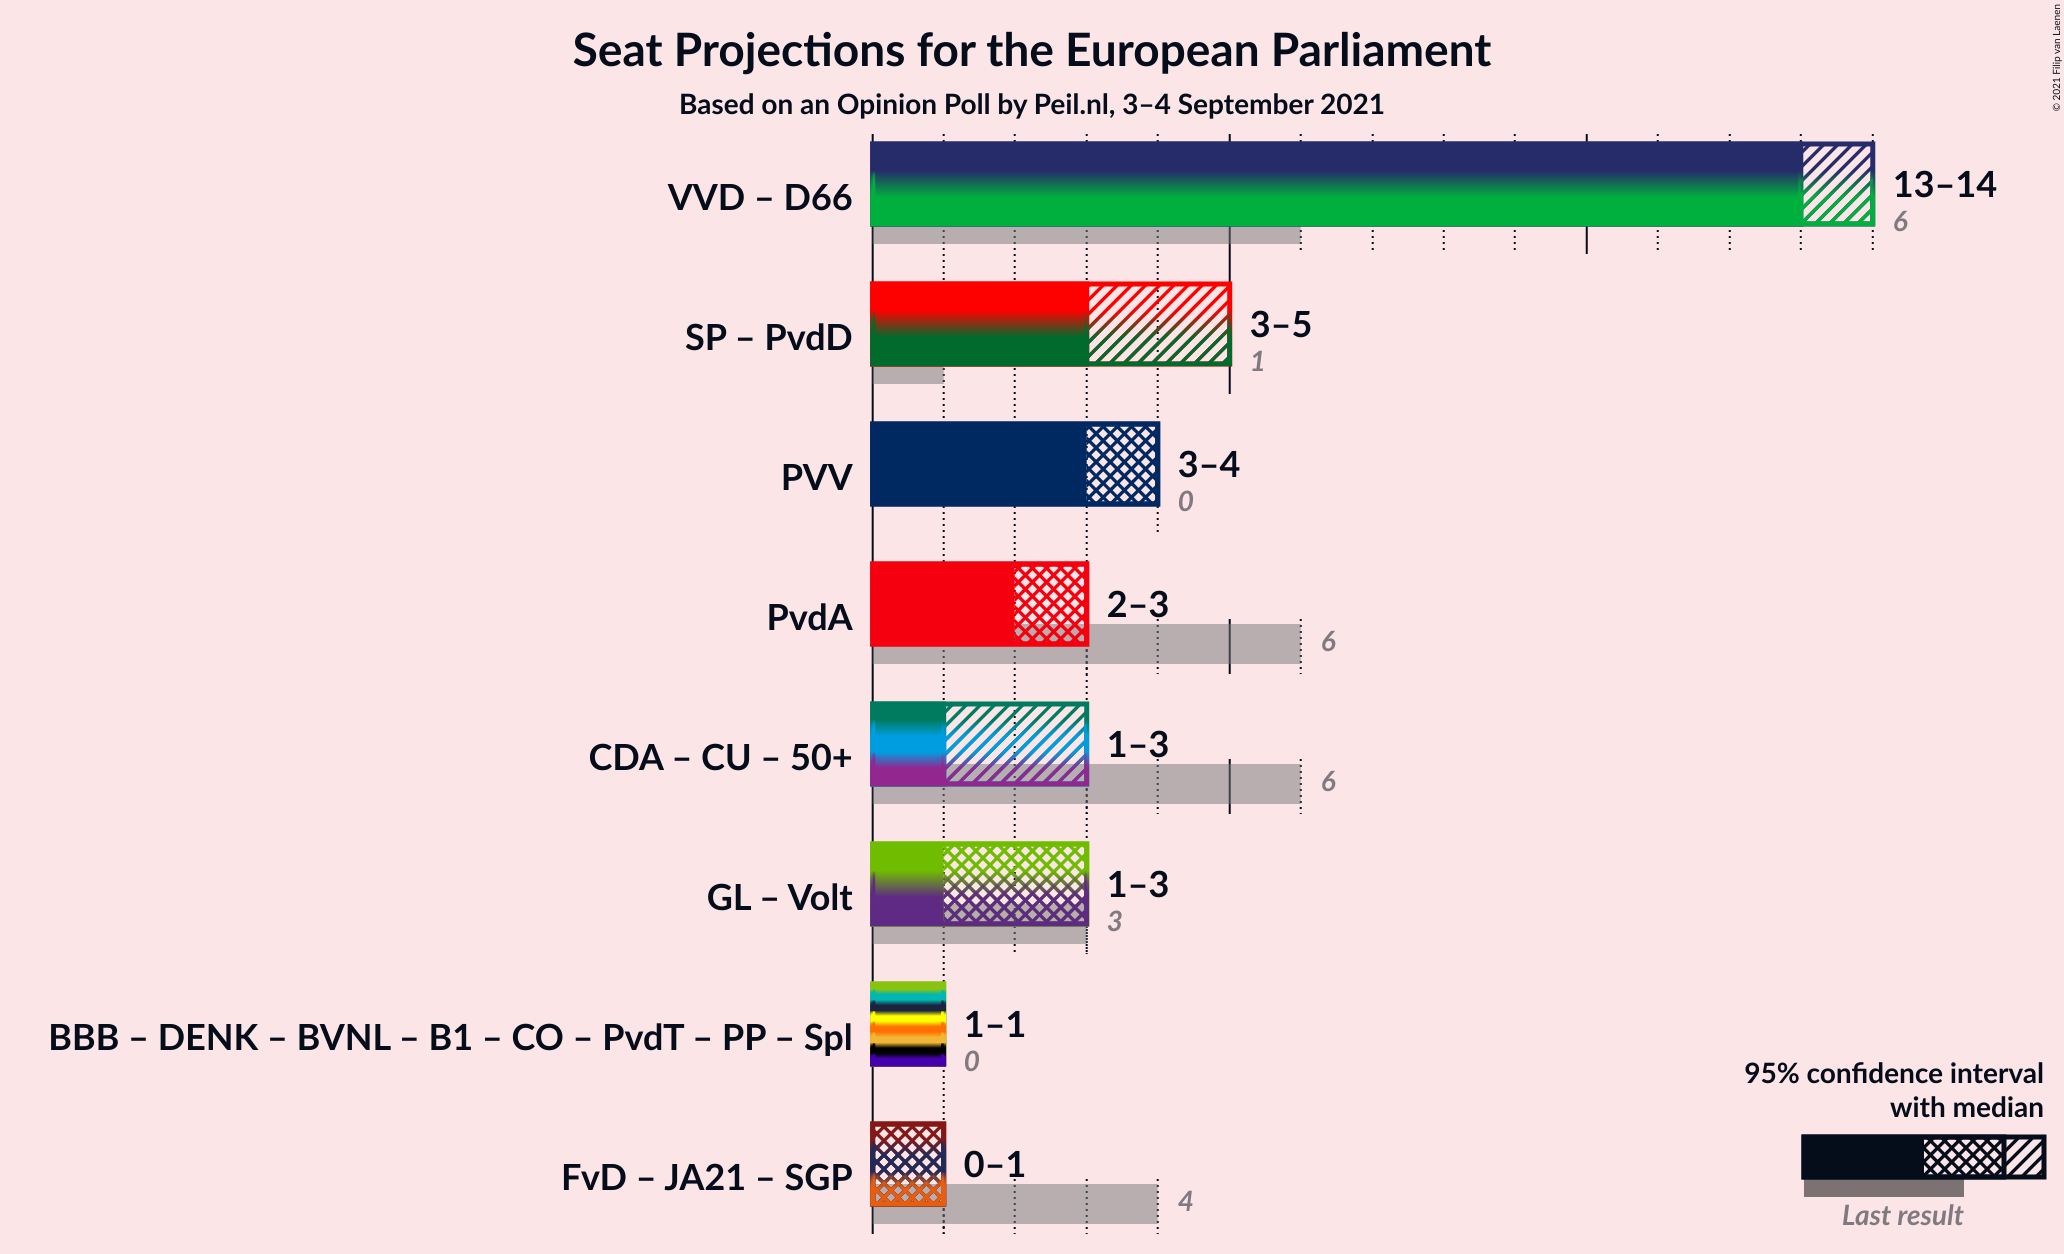 Seat Projections for the European Parliament
Based on an Opinion Poll by Peil.nl, 3–4 September 2021
© 2021 Filip van Laenen
VVD – D66
13–14
6
SP – PvdD
3–5
1
PVV
3–4
0
PvdA
2–3
6
CDA – CU – 50+
1–3
6
GL – Volt
1–3
3
BBB – DENK – BVNL – B1 – CO – PvdT – PP – Spl
1–1
0
FvD – JA21 – SGP
0–1
4
95% confidence interval
with median
Last result